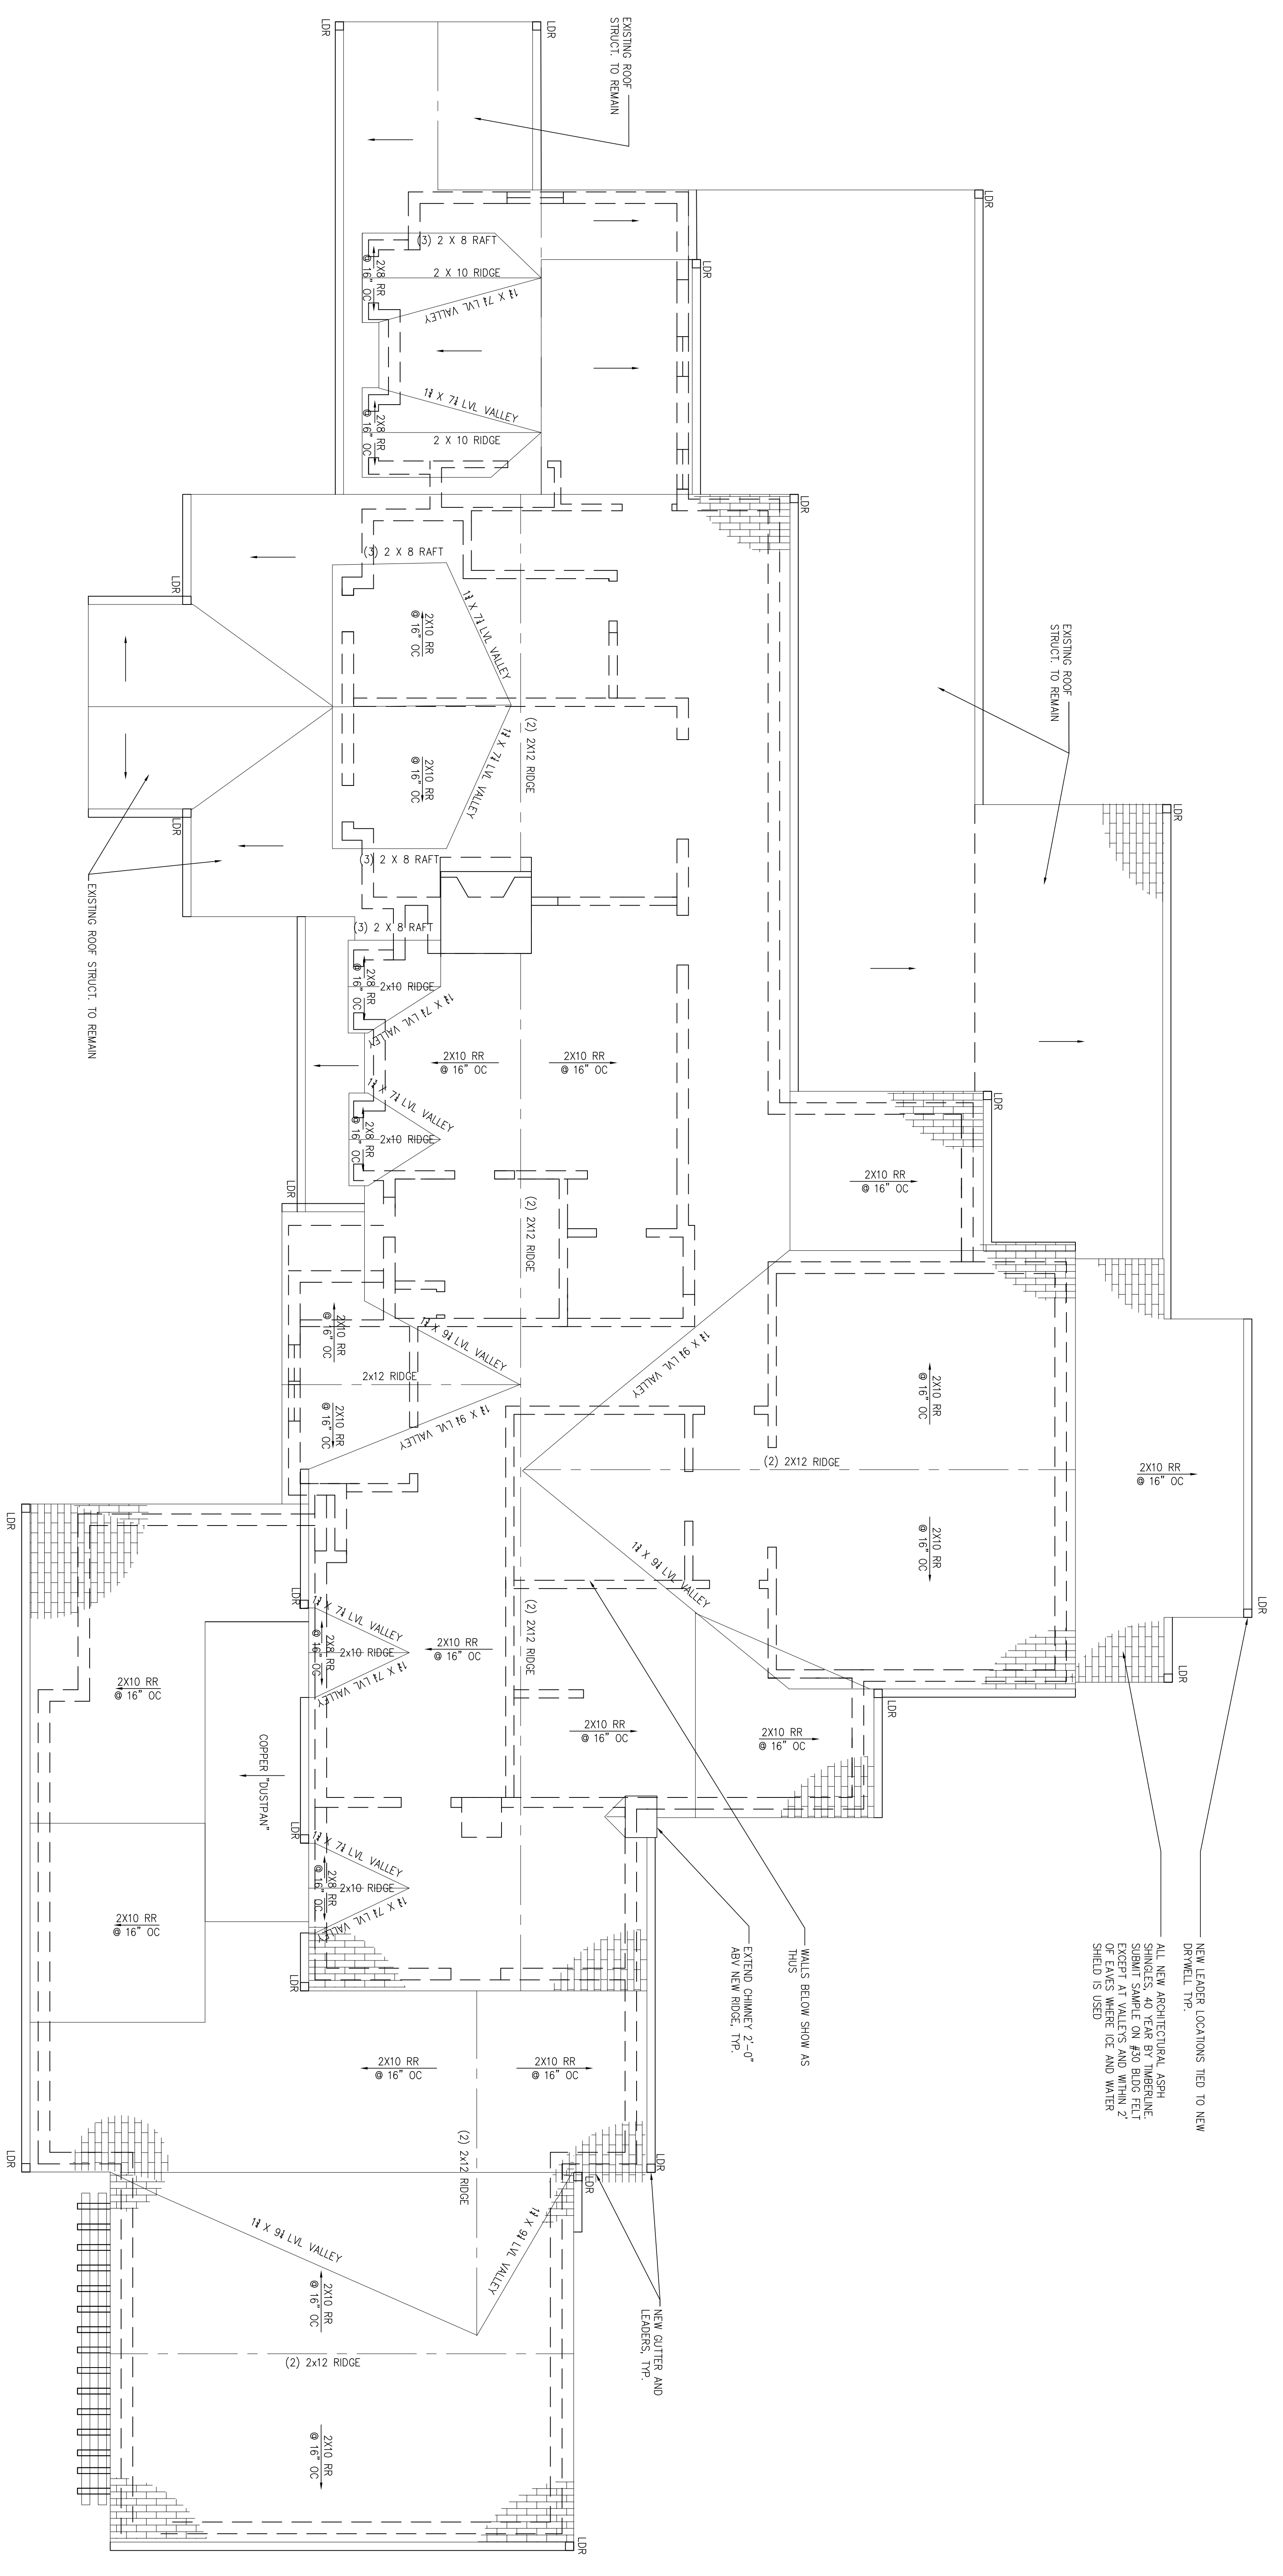 LDR
LDR
EXISTING ROOF
STRUCT. TO REMAIN
LDR
LDR
(3) 2 X 8 RAFT
2X8 RR
@ 16" OC
2 X 10 RIDGE
1¾ X 7¼ LVL VALLEY
1¾ X 7¼ LVL VALLEY
2X8 RR
@ 16" OC
2 X 10 RIDGE
LDR
LDR
(3) 2 X 8 RAFT
1¾ X 7¼ LVL VALLEY
2X10 RR
@ 16" OC
EXISTING ROOF
STRUCT. TO REMAIN
(2) 2X12 RIDGE
1¾ X 7¼ LVL VALLEY
2X10 RR
@ 16" OC
LDR
LDR
(3) 2 X 8 RAFT
EXISTING ROOF STRUCT. TO REMAIN
(3) 2 X 8 RAFT
2X8 RR
@ 16" OC
2x10 RIDGE
1¾ X 7¼ LVL VALLEY
2X10 RR
@ 16" OC
2X10 RR
@ 16" OC
LDR
1¾ X 7¼ LVL VALLEY
2X8 RR
@ 16" OC
2x10 RIDGE
LDR
2X10 RR
@ 16" OC
(2) 2X12 RIDGE
2X10 RR
@ 16" OC
1¾ X 9¼ LVL VALLEY
2x12 RIDGE
1¾ X 9¼ LVL VALLEY
2X10 RR
@ 16" OC
1¾ X 9¼ LVL VALLEY
2X10 RR
@ 16" OC
(2) 2X12 RIDGE
2X10 RR
@ 16" OC
2X10 RR
@ 16" OC
LDR
LDR
1¾ X 9¼ LVL VALLEY
LDR
LDR
LDR
1¾ X 7¼ LVL VALLEY
2X8 RR
@ 16" OC
2x10 RIDGE
1¾ X 7¼ LVL VALLEY
2X10 RR
@ 16" OC
(2) 2X12 RIDGE
2X10 RR
@ 16" OC
2X10 RR
@ 16" OC
2X10 RR
@ 16" OC
COPPER "DUSTPAN"
LDR
1¾ X 7¼ LVL VALLEY
2X8 RR
@ 16" OC
2x10 RIDGE
1¾ X 7¼ LVL VALLEY
2X10 RR
@ 16" OC
LDR
NEW LEADER LOCATIONS TIED TO NEW
DRYWELL TYP.
ALL NEW ARCHITECTURAL ASPH
SHINGLES, 40 YEAR BY TIMBERLINE.
SUBMIT SAMPLE ON #30 BLDG FELT
EXCEPT AT VALLEYS AND WITHIN 2'
OF EAVES WHERE ICE AND WATER
SHIELD IS USED
WALLS BELOW SHOW AS
THUS
EXTEND CHIMNEY 2'-0"
ABV NEW RIDGE, TYP.
2X10 RR
@ 16" OC
2X10 RR
@ 16" OC
(2) 2x12 RIDGE
LDR
LDR
LDR
NEW GUTTER AND
LEADERS, TYP.
1¾ X 9¼ LVL VALLEY
1¾ X 9¼ LVL VALLEY
2X10 RR
@ 16" OC
(2) 2x12 RIDGE
2X10 RR
@ 16" OC
LDR